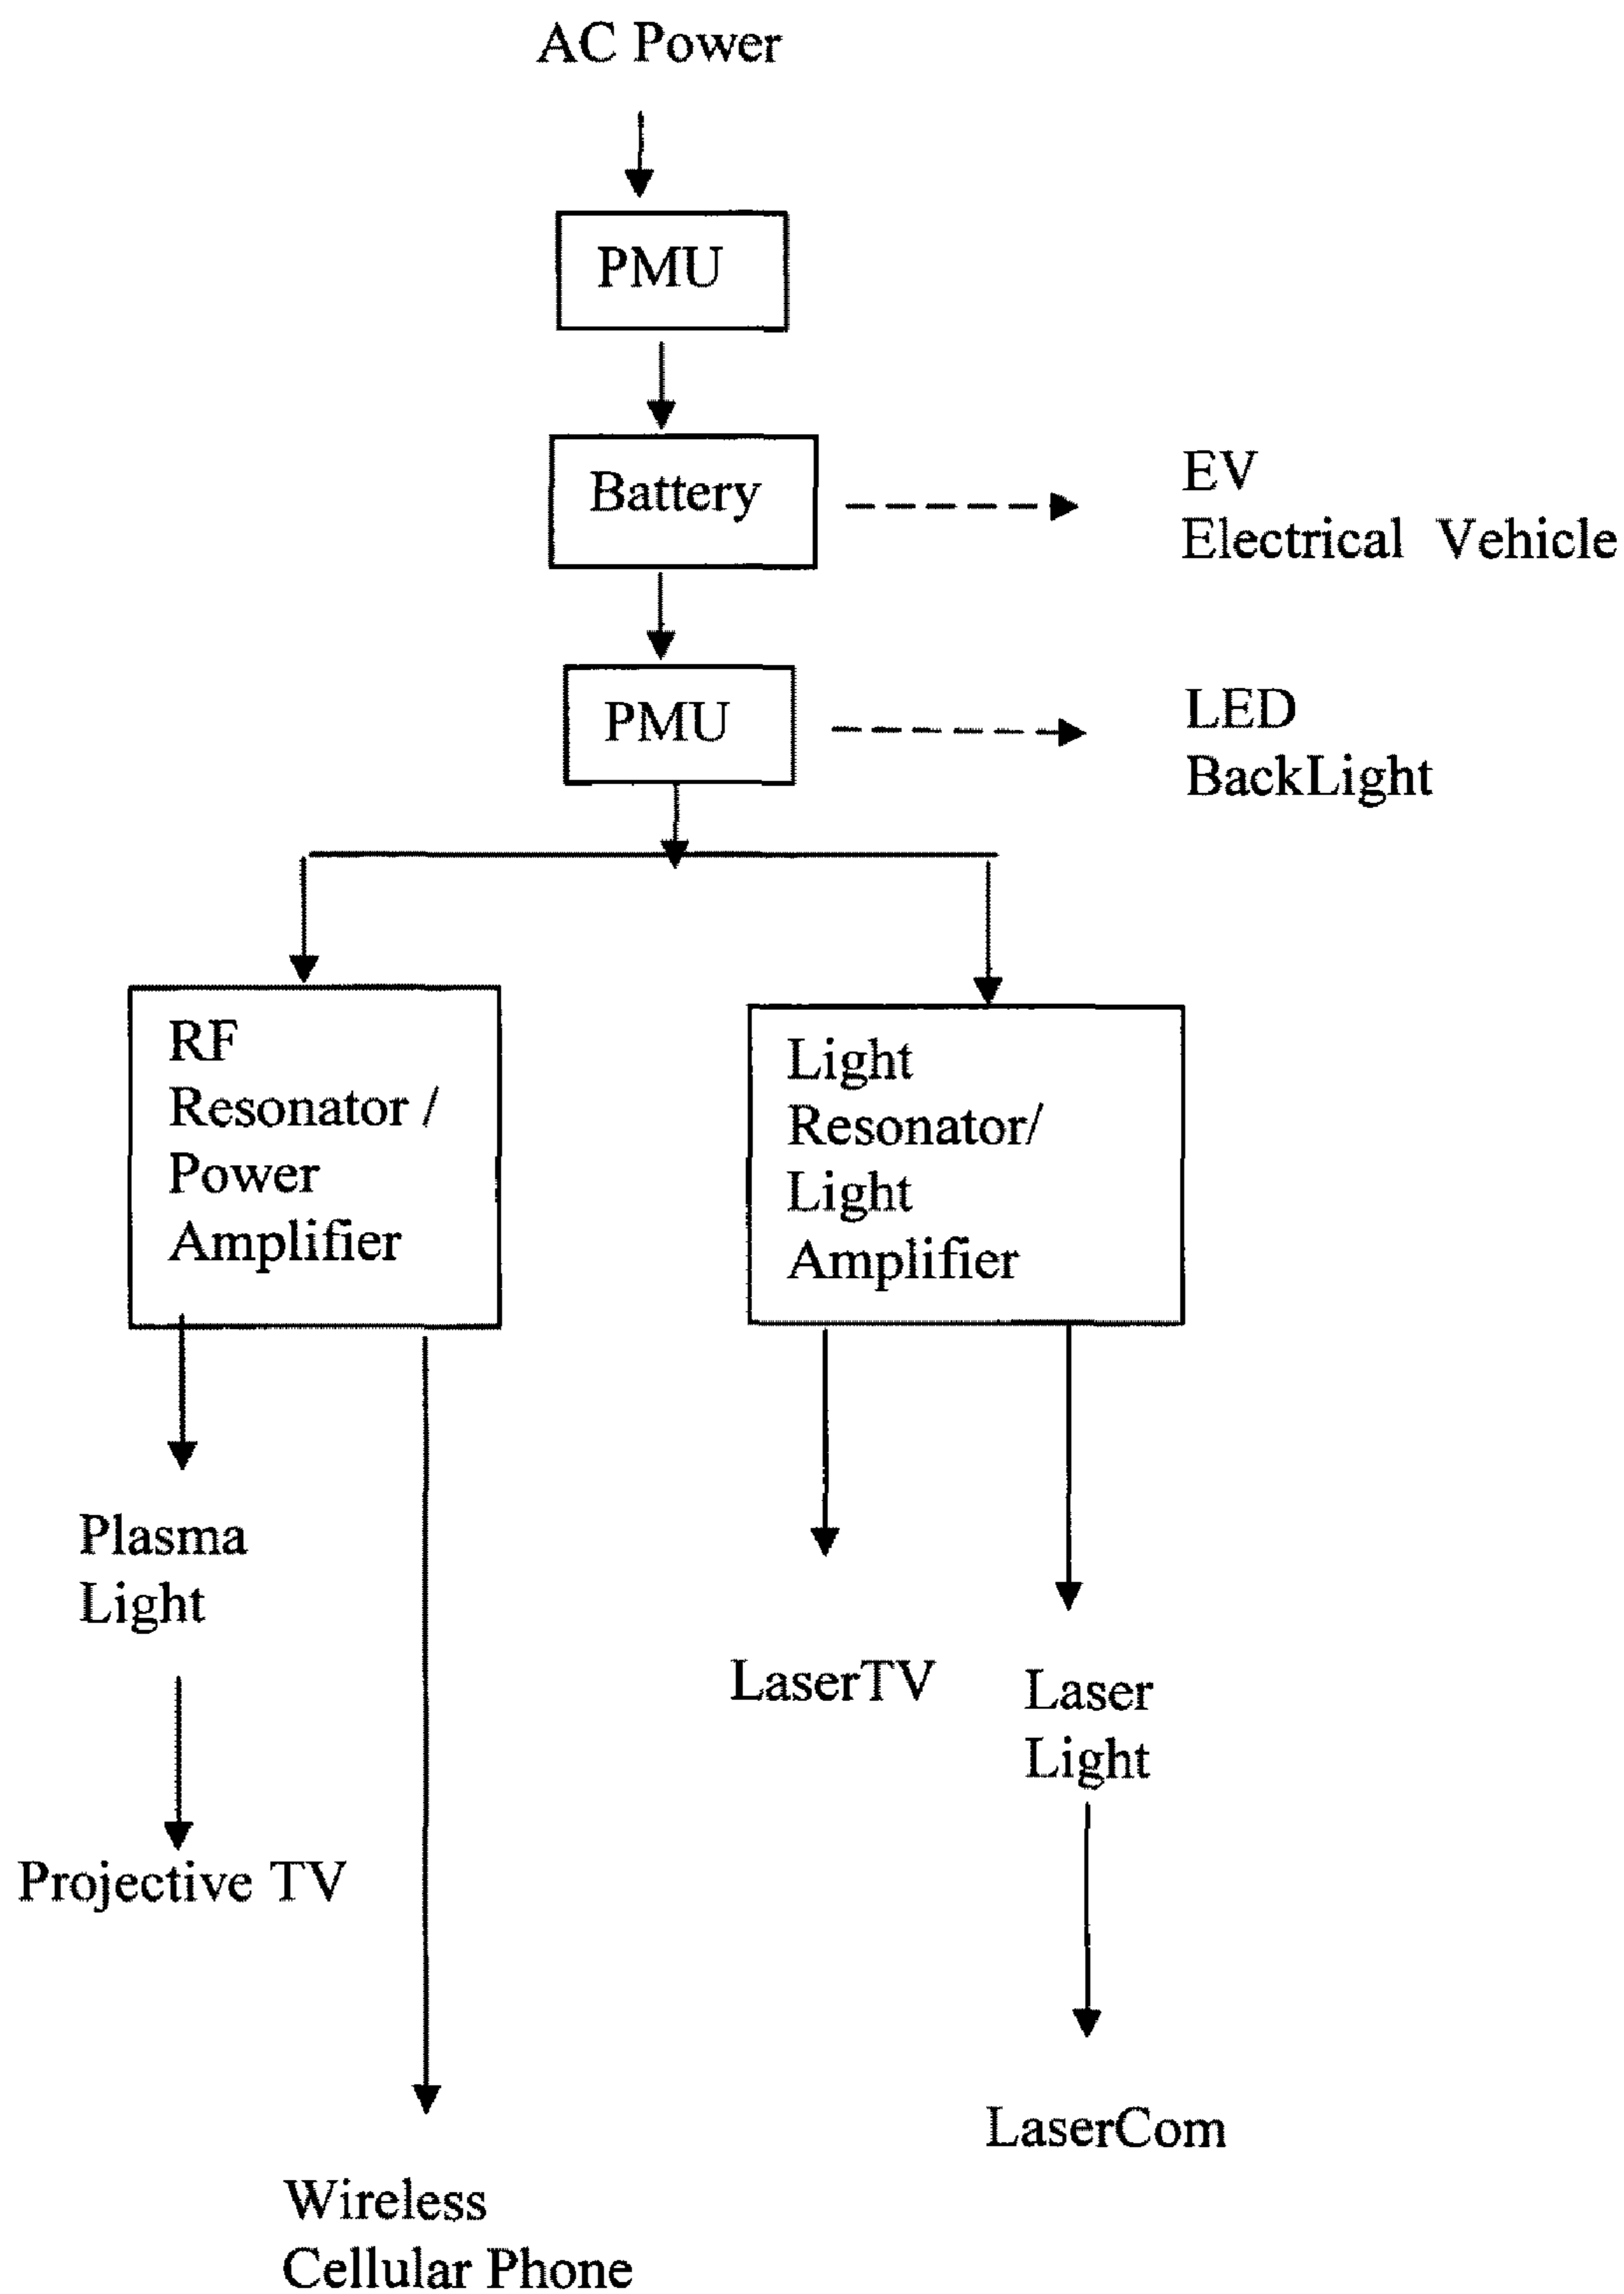 AC Power
PMU
Battery
EV
Electrical Vehicle
PMU
LED
BackLight
RF
Resonator /
Power
Amplifier
Light
Resonator/
Light
Amplifier
Plasma
Light
LaserTV
Laser
Light
Projective TV
LaserCom
Wireless
Cellular Phone